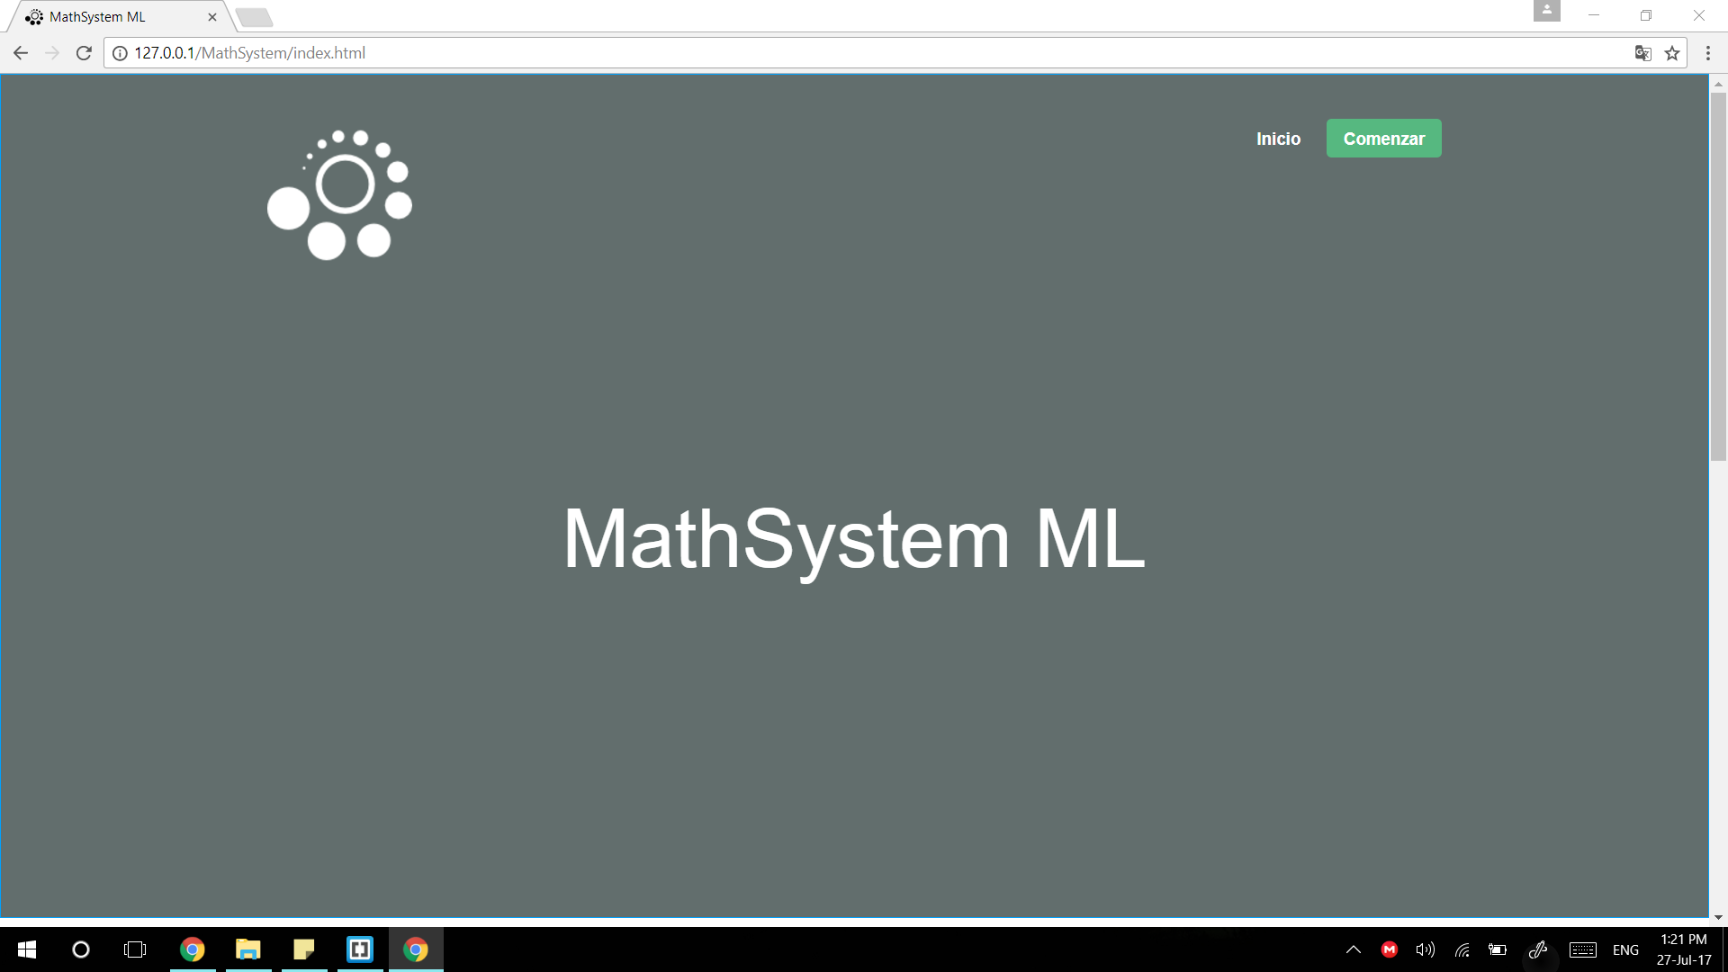 MathSystem ML
127.0.0.1/MathSystem/index.html
Inicio
Comenzar
MathSystem ML
ENG
1:21 PM
27-Jul-17